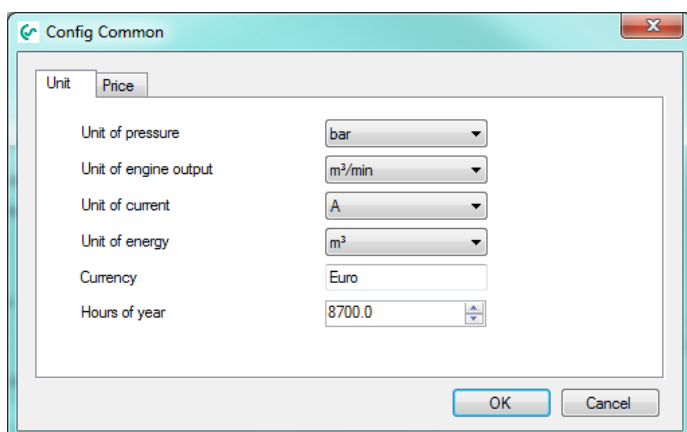 Config Common
Unit Price
Unit of pressure bar
Unit of engine output m³/min
Unit of current A
Unit of energy m³
Currency Euro
Hours of year 8700.0
OK Cancel